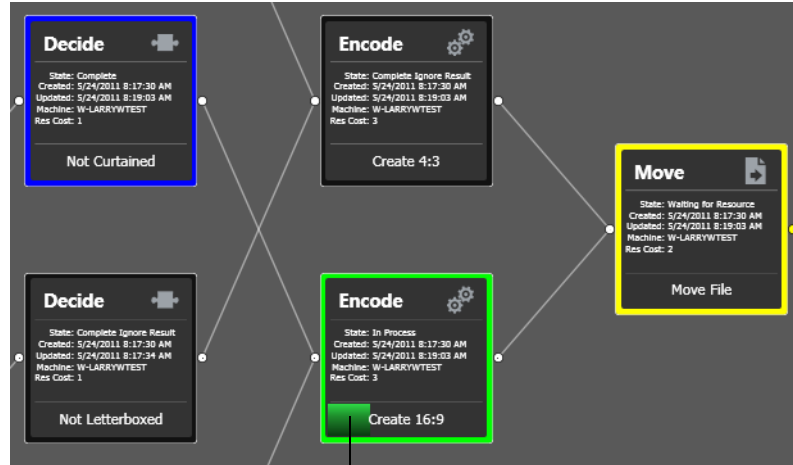 Decide
State: Complete
Created: 5/24/2011 8:17:30 AM
Updated: 5/24/2011 8:19:03 AM
Machine: W-LARRYWTEST
Res Cost: 1
Not Curtained
Encode
State: Complete Ignore Result
Created: 5/24/2011 8:17:30 AM
Updated: 5/24/2011 8:19:03 AM
Machine: W-LARRYWTEST
Res Cost: 3
Create 4:3
Move
State: Waiting for Resource
Created: 5/24/2011 8:17:30 AM
Updated: 5/24/2011 8:19:03 AM
Machine: W-LARRYWTEST
Res Cost: 2
Move File
Decide
State: Complete Ignore Result
Created: 5/24/2011 8:17:30 AM
Updated: 5/24/2011 8:17:34 AM
Machine: W-LARRYWTEST
Res Cost: 1
Not Letterboxed
Encode
State: In Process
Created: 5/24/2011 8:17:30 AM
Updated: 5/24/2011 8:19:03 AM
Machine: W-LARRYWTEST
Res Cost: 3
Create 16:9